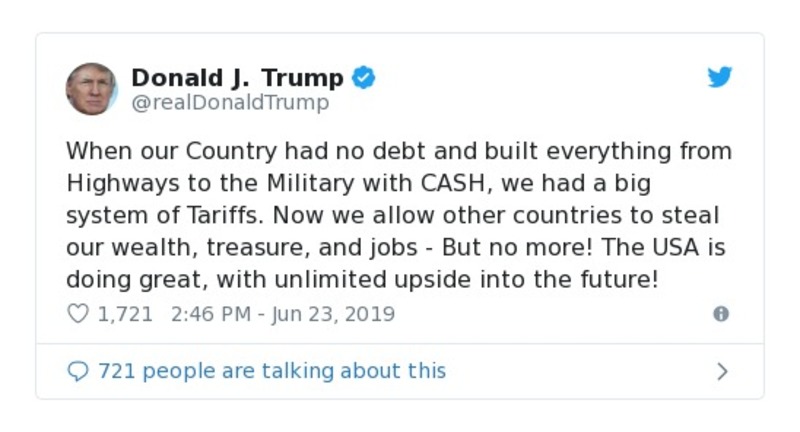 Donald J. Trump
@realDonaldTrump
When our Country had no debt and built everything from
Highways to the Military with CASH, we had a big
system of Tariffs. Now we allow other countries to steal
our wealth, treasure, and jobs - But no more! The USA is
doing great, with unlimited upside into the future!
1,721 2:46 PM - Jun 23, 2019
721 people are talking about this